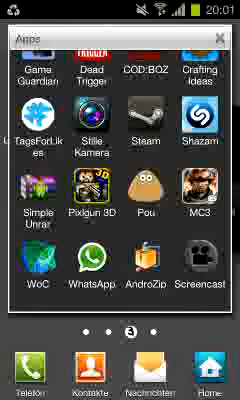 20:01
Apps
Game Guardian
Dead Trigger
TRIGGER
COD:BOZ
Crafting Ideas
TagsForLikes
Stille Kamera
Steam
Shazam
Simple Unrar
Pixlgun 3D
Pou
MC3
WoC
WhatsApp
AndroZip
Screencast
3
Telefon
Kontakte
Nachrichten
Home